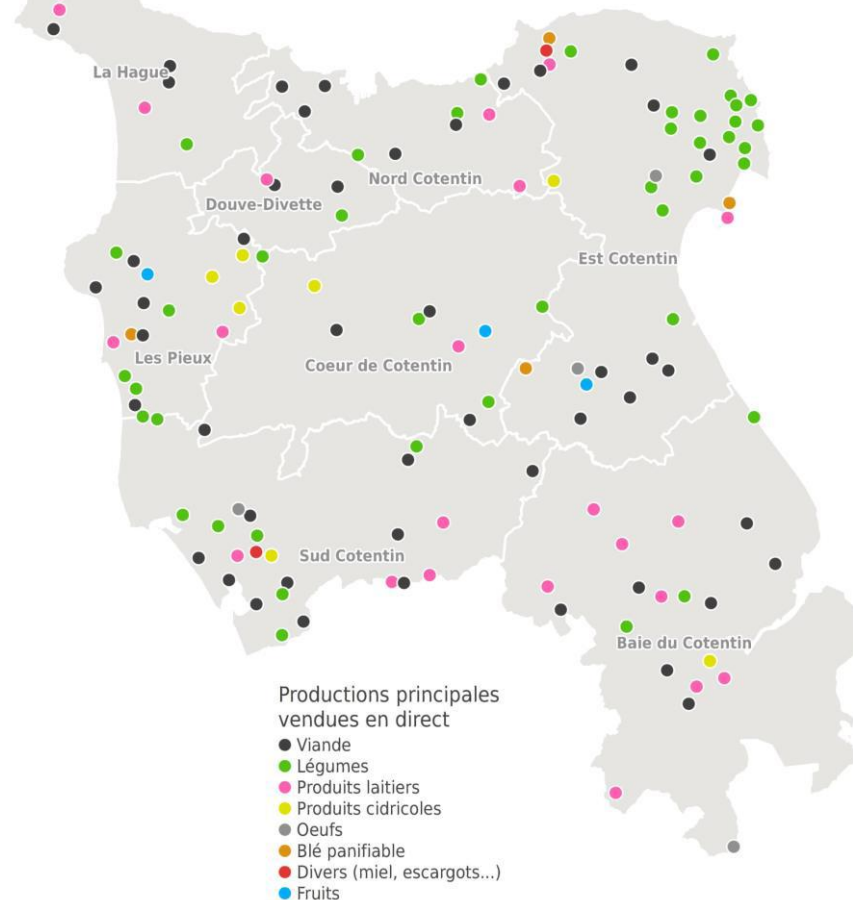 La Hague
Nord Cotentin
Douve-Divette
Est Cotentin
Les Pieux
Coeur de Cotentin
Sud Cotentin
Baie du Cotentin
Productions principales
vendues en direct
Viande
Légumes
Produits laitiers
Produits cidricoles
Oeufs
Blé panifiable
Divers (miel, escargots...)
Fruits